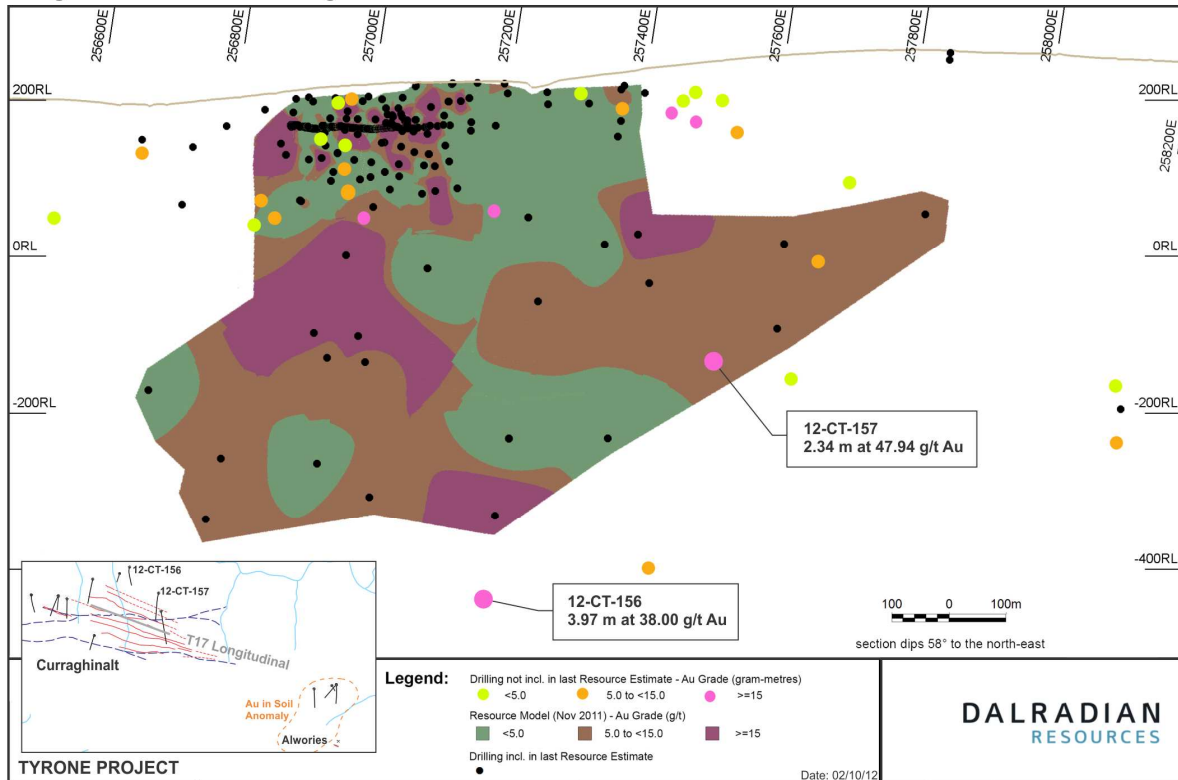 256600E
256800E
257000E
257200E
257400E
257600E
257800E
258000E
258200E
200RL
200RL
0RL
0RL
-200RL
-200RL
-400RL
-400RL
12-CT-157
2.34 m at 47.94 g/t Au
12-CT-156
3.97 m at 38.00 g/t Au
100 0 100m
section dips 58° to the north-east
12-CT-156
12-CT-157
T17 Longitudinal
Curraghinalt
Au in Soil
Anomaly
Alwories
TYRONE PROJECT
Legend:
Drilling not incl. in last Resource Estimate - Au Grade (gram-metres)
<5.0 5.0 to <15.0 >=15
Resource Model (Nov 2011) - Au Grade (g/t)
<5.0 5.0 to <15.0 >=15
Drilling incl. in last Resource Estimate
Date: 02/10/12
DALRADIAN
RESOURCES